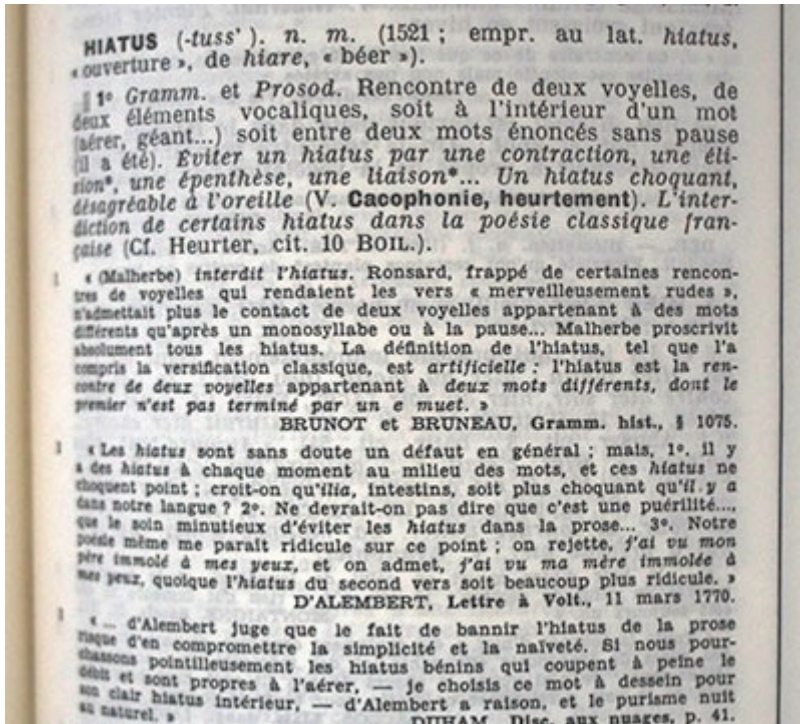 HIATUS (-tuss'). n. m. (1521 ; empr. au lat. hiatus,
« ouverture », de hiare, « béer »).
|| 1º Gramm. et Prosod. Rencontre de deux voyelles, de
deux éléments vocaliques, soit à l'intérieur d'un mot
(aérer, géant...) soit entre deux mots énoncés sans pause
(il a été). Éviter un hiatus par une contraction, une éli-
sion*, une épenthèse, une liaison*... Un hiatus choquant,
désagréable à l'oreille (V. Cacophonie, heurtement). L'inter-
diction de certains hiatus dans la poésie classique fran-
çaise (Cf. Heurter, cit. 10 BOIL.).
1 « (Malherbe) interdit l'hiatus. Ronsard, frappé de certaines rencon-
tres de voyelles qui rendaient les vers « merveilleusement rudes »,
n'admettait plus le contact de deux voyelles appartenant à des mots
différents qu'après un monosyllabe ou à la pause... Malherbe proscrivit
absolument tous les hiatus. La définition de l'hiatus, tel que l'a
compris la versification classique, est artificielle : l'hiatus est la ren-
contre de deux voyelles appartenant à deux mots différents, dont le
premier n'est pas terminé par un e muet. »
BRUNOT et BRUNEAU, Gramm. hist., § 1075.
« Les hiatus sont sans doute un défaut en général ; mais, 1º. il y
a des hiatus à chaque moment au milieu des mots, et ces hiatus ne
choquent point ; croit-on qu'ilia, intestins, soit plus choquant qu'il y a
dans notre langue ? 2º. Ne devrait-on pas dire que c'est une puérilité...,
que le soin minutieux d'éviter les hiatus dans la prose... 3º. Notre
poésie même me paraît ridicule sur ce point ; on rejette, j'ai vu mon
père immolé à mes yeux, et on admet, j'ai vu ma mère immolée à
mes yeux, quoique l'hiatus du second vers soit beaucoup plus ridicule. »
D'ALEMBERT, Lettre à Volt., 11 mars 1770.
« ... d'Alembert juge que le fait de bannir l'hiatus de la prose
risque d'en compromettre la simplicité et la naïveté. Si nous pour-
chassons pointilleusement les hiatus bénins qui coupent à peine le
débit et sont propres à l'aérer, — je choisis ce mot à dessein pour
son clair hiatus intérieur, — d'Alembert a raison, et le purisme nuit
au naturel. »
DUHAM. Disc. aux nuages, p. 41.